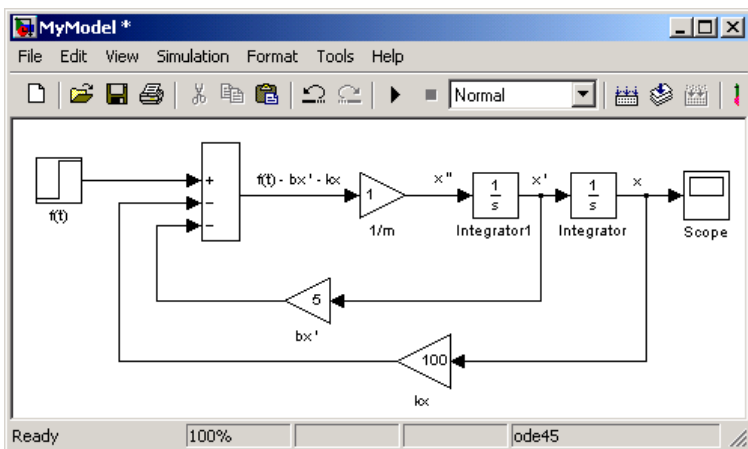 MyModel *
File Edit View Simulation Format Tools Help
Normal
f(t)
+
−
−
f(t) - bx' - kx
1
1/m
x''
1
s
Integrator1
x'
1
s
Integrator
x
Scope
5
bx'
100
kx
Ready 100% ode45